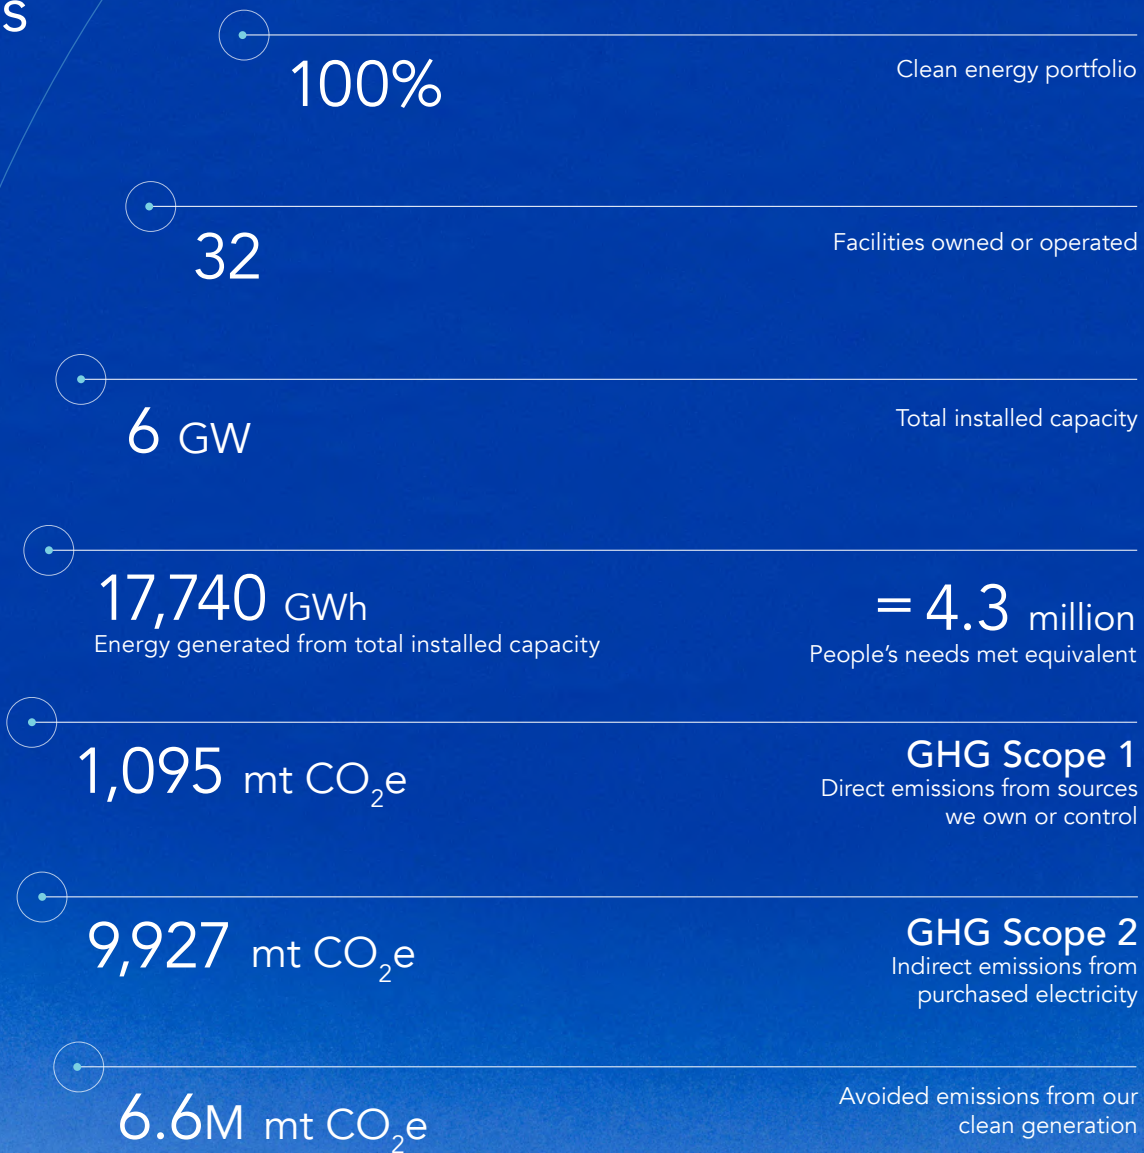 s
100%
Clean energy portfolio
32
Facilities owned or operated
6 GW
Total installed capacity
17,740 GWh
Energy generated from total installed capacity
= 4.3 million
People’s needs met equivalent
1,095 mt CO₂e
GHG Scope 1
Direct emissions from sources
we own or control
9,927 mt CO₂e
GHG Scope 2
Indirect emissions from
purchased electricity
6.6M mt CO₂e
Avoided emissions from our
clean generation